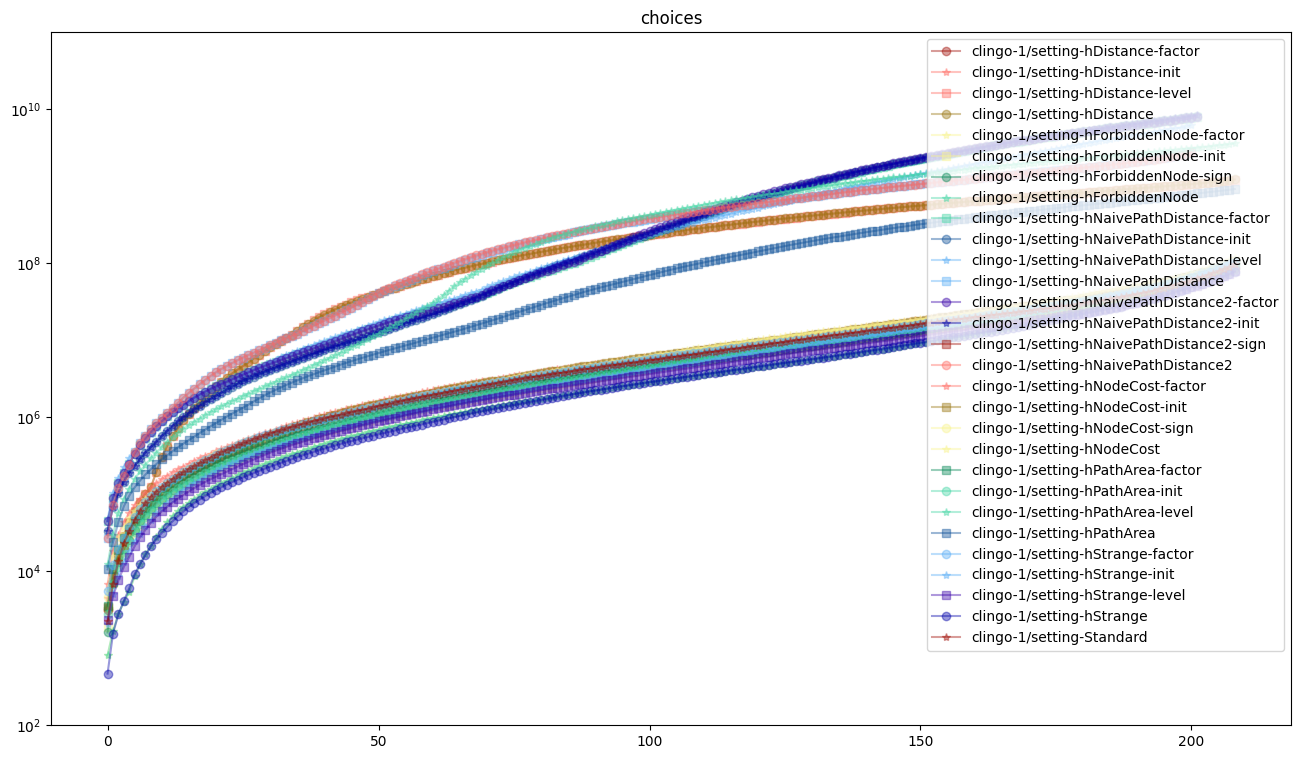 choices
10^10
10^8
10^6
10^4
10^2
0
50
100
150
200
clingo-1/setting-hDistance-factor
clingo-1/setting-hDistance-init
clingo-1/setting-hDistance-level
clingo-1/setting-hDistance
clingo-1/setting-hForbiddenNode-factor
clingo-1/setting-hForbiddenNode-init
clingo-1/setting-hForbiddenNode-sign
clingo-1/setting-hForbiddenNode
clingo-1/setting-hNaivePathDistance-factor
clingo-1/setting-hNaivePathDistance-init
clingo-1/setting-hNaivePathDistance-level
clingo-1/setting-hNaivePathDistance
clingo-1/setting-hNaivePathDistance2-factor
clingo-1/setting-hNaivePathDistance2-init
clingo-1/setting-hNaivePathDistance2-sign
clingo-1/setting-hNaivePathDistance2
clingo-1/setting-hNodeCost-factor
clingo-1/setting-hNodeCost-init
clingo-1/setting-hNodeCost-sign
clingo-1/setting-hNodeCost
clingo-1/setting-hPathArea-factor
clingo-1/setting-hPathArea-init
clingo-1/setting-hPathArea-level
clingo-1/setting-hPathArea
clingo-1/setting-hStrange-factor
clingo-1/setting-hStrange-init
clingo-1/setting-hStrange-level
clingo-1/setting-hStrange
clingo-1/setting-Standard